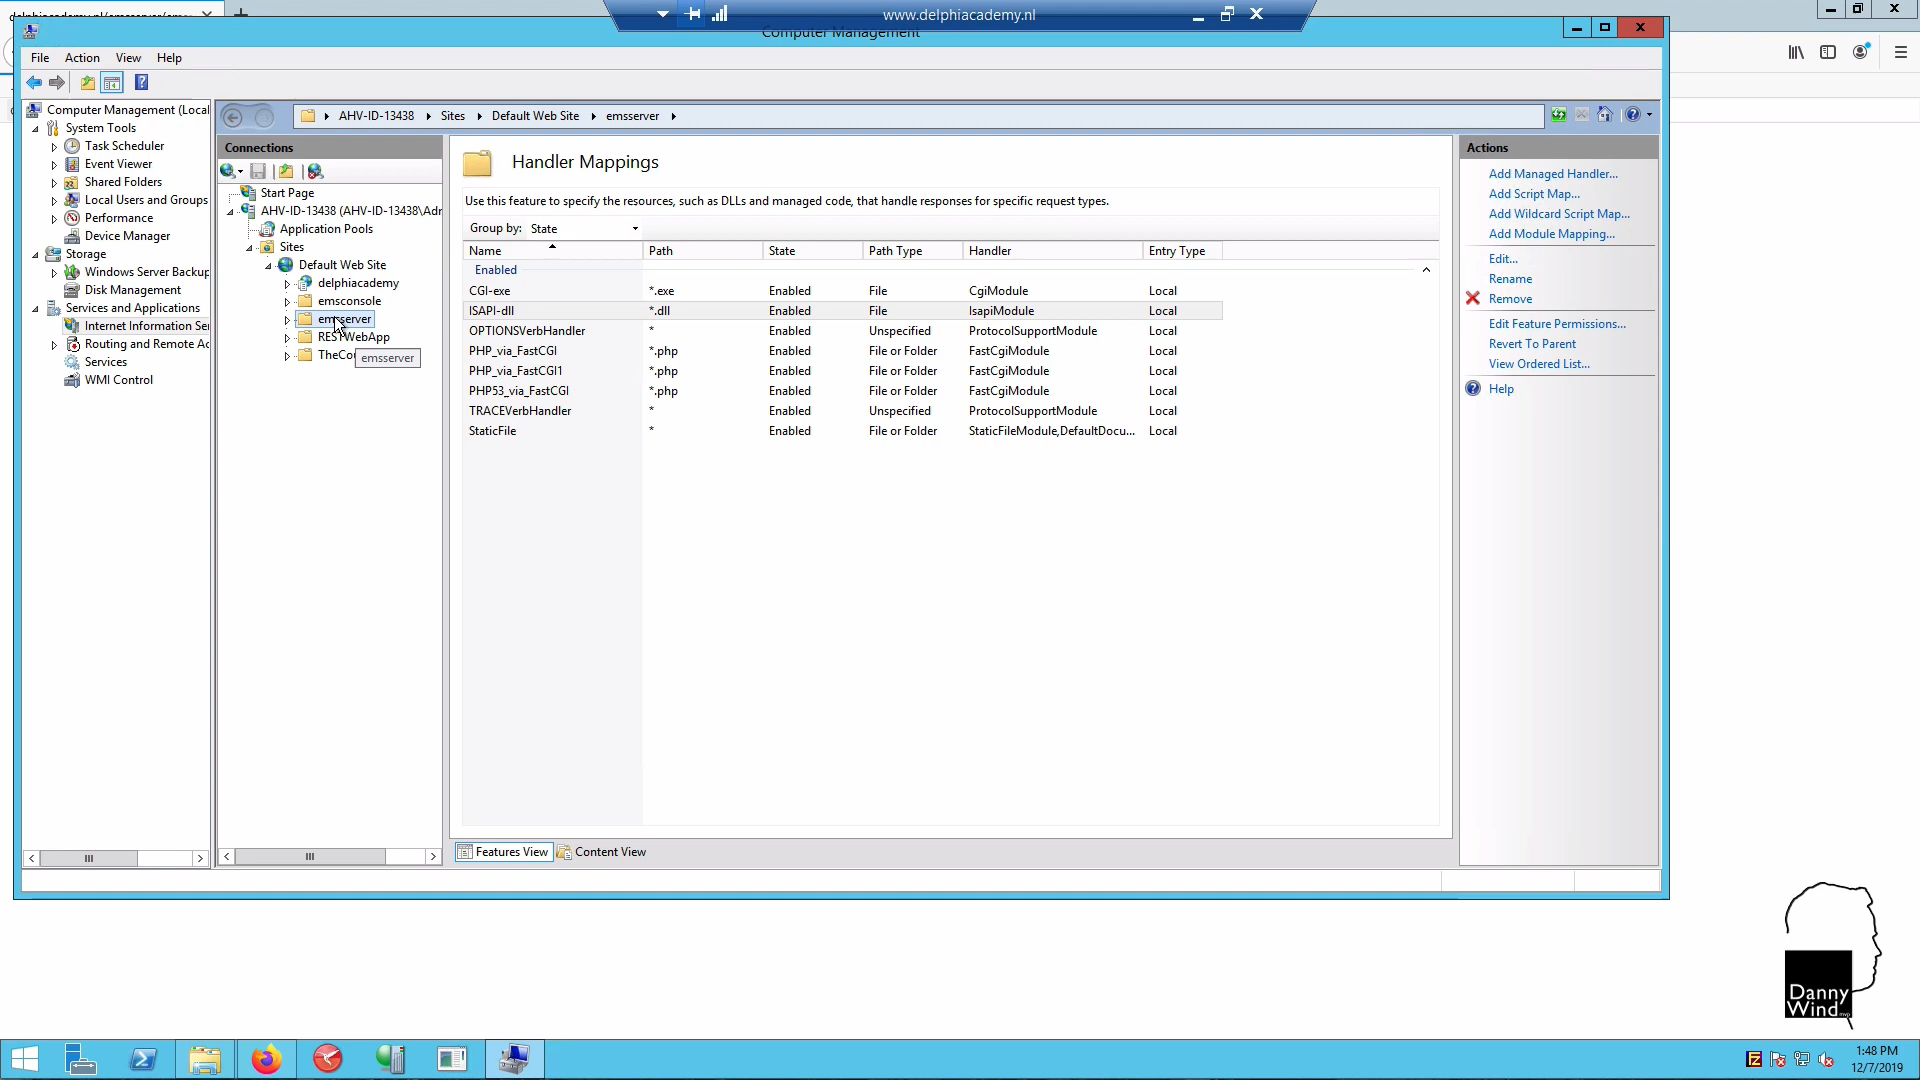 www.delphiacademy.nl
Computer Management
File Action View Help
Computer Management (Local
System Tools
Task Scheduler
Event Viewer
Shared Folders
Local Users and Groups
Performance
Device Manager
Storage
Windows Server Backup
Disk Management
Services and Applications
Internet Information Ser
Routing and Remote Ac
Services
WMI Control
AHV-ID-13438 Sites Default Web Site emsserver
Connections
Start Page
AHV-ID-13438 (AHV-ID-13438\Adr
Application Pools
Sites
Default Web Site
delphiacademy
emsconsole
emsserver
RESTWebApp
TheCou
emsserver
Handler Mappings
Use this feature to specify the resources, such as DLLs and managed code, that handle responses for specific request types.
Group by: State
Name Path State Path Type Handler Entry Type
Enabled
CGI-exe *.exe Enabled File CgiModule Local
ISAPI-dll *.dll Enabled File IsapiModule Local
OPTIONSVerbHandler * Enabled Unspecified ProtocolSupportModule Local
PHP_via_FastCGI *.php Enabled File or Folder FastCgiModule Local
PHP_via_FastCGI1 *.php Enabled File or Folder FastCgiModule Local
PHP53_via_FastCGI *.php Enabled File or Folder FastCgiModule Local
TRACEVerbHandler * Enabled Unspecified ProtocolSupportModule Local
StaticFile * Enabled File or Folder StaticFileModule,DefaultDocu... Local
Features View Content View
Actions
Add Managed Handler...
Add Script Map...
Add Wildcard Script Map...
Add Module Mapping...
Edit...
Rename
Remove
Edit Feature Permissions...
Revert To Parent
View Ordered List...
Help
Danny
Wind mvp
1:48 PM
12/7/2019